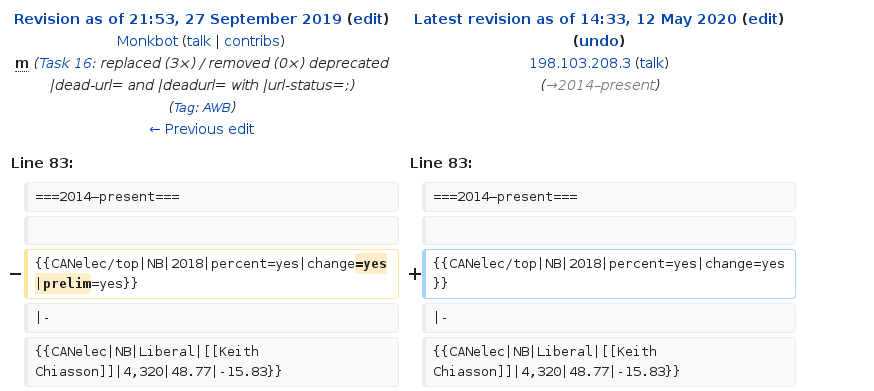 Revision as of 21:53, 27 September 2019 (edit)
Monkbot (talk | contribs)
m (Task 16: replaced (3×) / removed (0×) deprecated
|dead-url= and |deadurl= with |url-status=;)
(Tag: AWB)
← Previous edit
Latest revision as of 14:33, 12 May 2020 (edit)
(undo)
198.103.208.3 (talk)
(→2014–present)
Line 83:
Line 83:
===2014–present===
===2014–present===
− {{CANelec/top|NB|2018|percent=yes|change=yes
|prelim=yes}}
+ {{CANelec/top|NB|2018|percent=yes|change=yes
}}
|-
|-
{{CANelec|NB|Liberal|[[Keith
Chiasson]]|4,320|48.77|-15.83}}
{{CANelec|NB|Liberal|[[Keith
Chiasson]]|4,320|48.77|-15.83}}